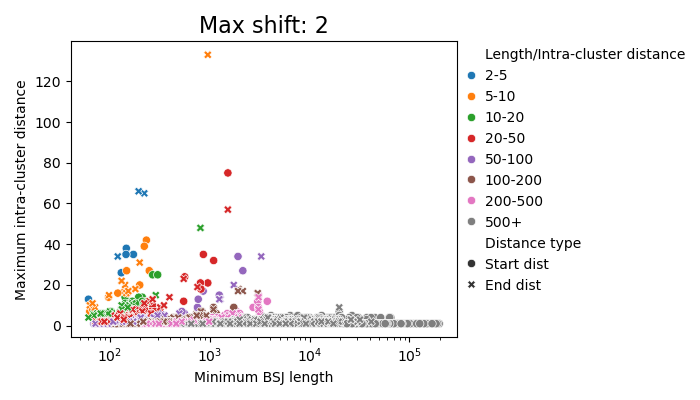 Max shift: 2
Maximum intra-cluster distance
120
100
80
60
40
20
0
10²
10³
10⁴
10⁵
Minimum BSJ length
Length/Intra-cluster distance
2-5
5-10
10-20
20-50
50-100
100-200
200-500
500+
Distance type
Start dist
End dist